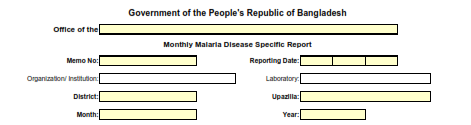 Government of the People's Republic of Bangladesh
Office of the
Monthly Malaria Disease Specific Report
Memo No: Reporting Date:
Organization/ Institution: Laboratory:
District: Upazilla:
Month: Year: